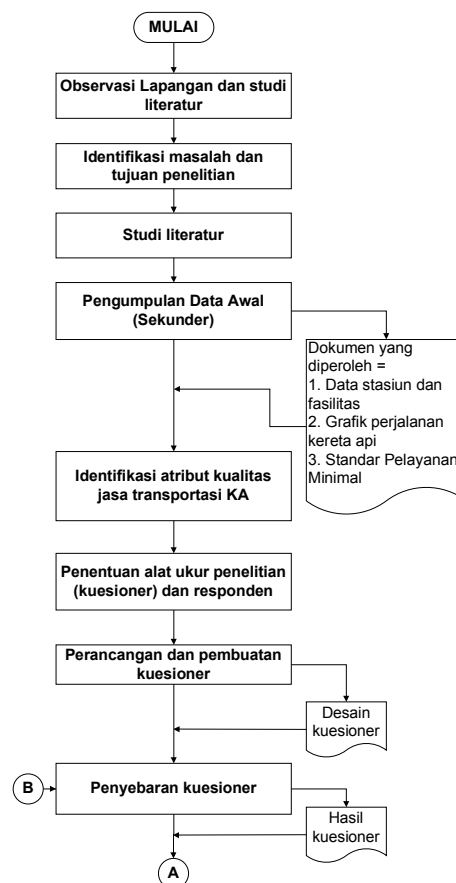 MULAI
Observasi Lapangan dan studi
literatur
Identifikasi masalah dan
tujuan penelitian
Studi literatur
Pengumpulan Data Awal
(Sekunder)
Dokumen yang
diperoleh =
1. Data stasiun dan
fasilitas
2. Grafik perjalanan
kereta api
3. Standar Pelayanan
Minimal
Identifikasi atribut kualitas
jasa transportasi KA
Penentuan alat ukur penelitian
(kuesioner) dan responden
Perancangan dan pembuatan
kuesioner
Desain
kuesioner
B
Penyebaran kuesioner
Hasil
kuesioner
A